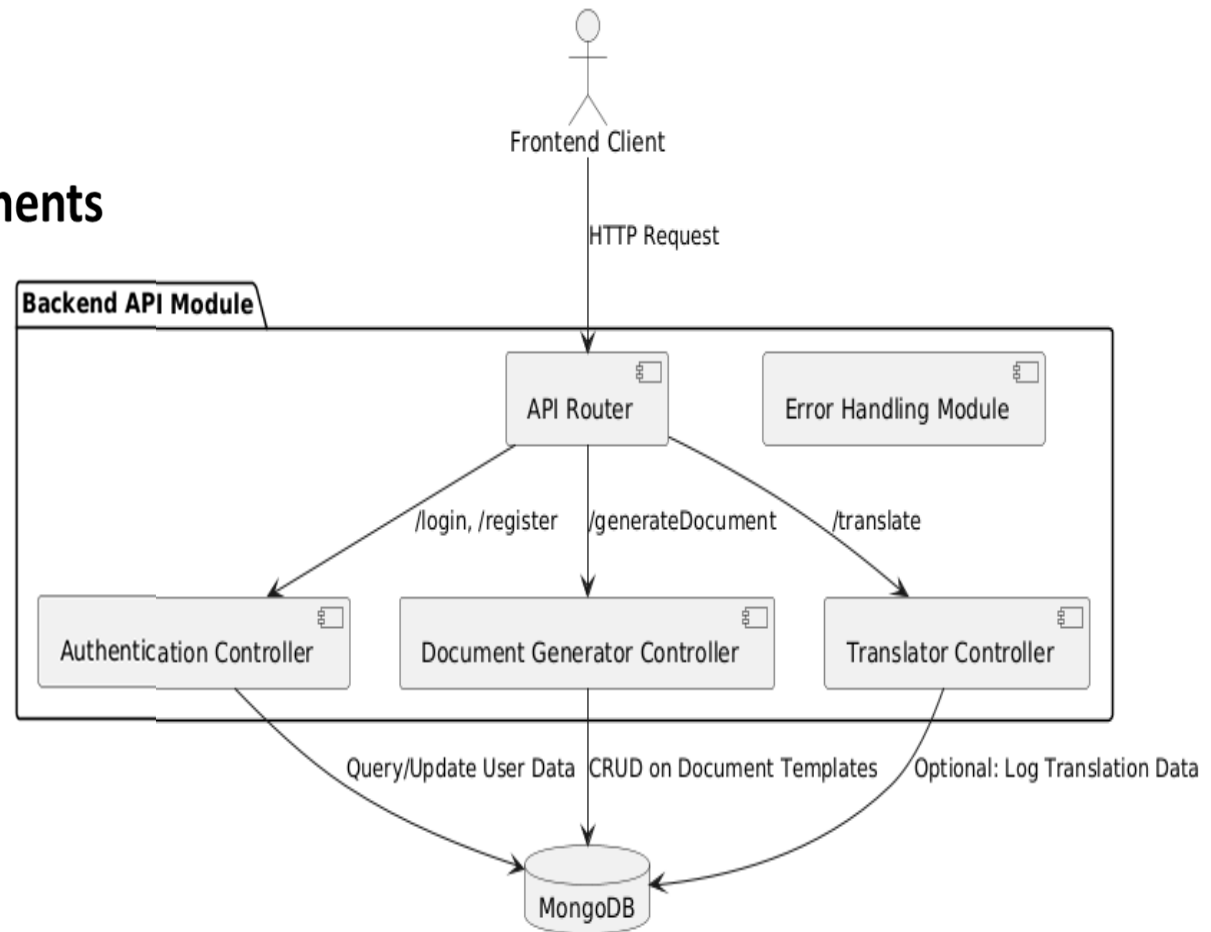 Frontend Client
HTTP Request
Backend API Module
API Router
Error Handling Module
/login, /register
/generateDocument
/translate
Authentication Controller
Document Generator Controller
Translator Controller
Query/Update User Data
CRUD on Document Templates
Optional: Log Translation Data
MongoDB